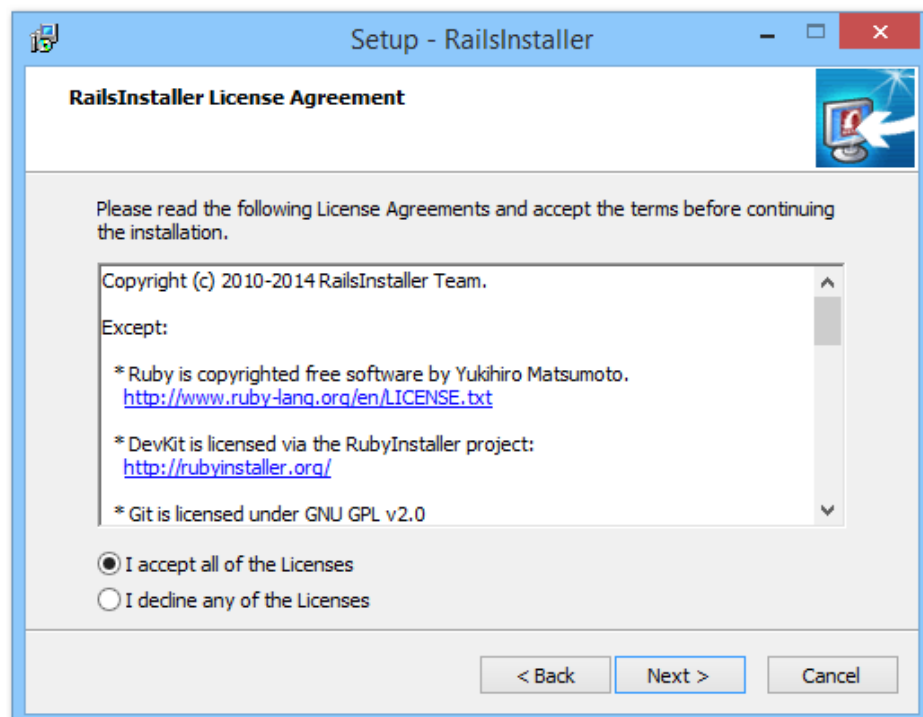 Setup - RailsInstaller
RailsInstaller License Agreement
Please read the following License Agreements and accept the terms before continuing
the installation.
Copyright (c) 2010-2014 RailsInstaller Team.
Except:
* Ruby is copyrighted free software by Yukihiro Matsumoto.
http://www.ruby-lang.org/en/LICENSE.txt
* DevKit is licensed via the RubyInstaller project:
http://rubyinstaller.org/
* Git is licensed under GNU GPL v2.0
I accept all of the Licenses
I decline any of the Licenses
< Back Next > Cancel